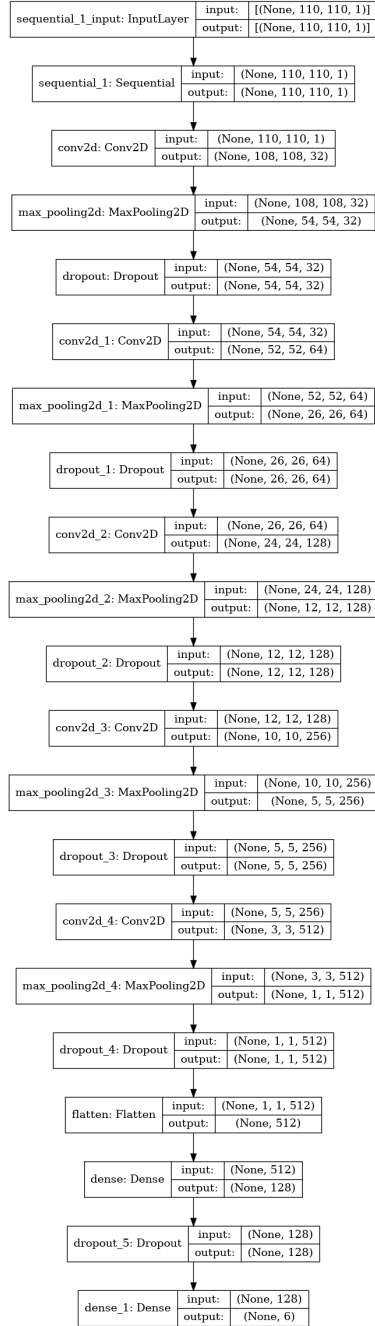 sequential_1_input: InputLayer input: [(None, 110, 110, 1)]
output: [(None, 110, 110, 1)]
sequential_1: Sequential input: (None, 110, 110, 1)
output: (None, 110, 110, 1)
conv2d: Conv2D input: (None, 110, 110, 1)
output: (None, 108, 108, 32)
max_pooling2d: MaxPooling2D input: (None, 108, 108, 32)
output: (None, 54, 54, 32)
dropout: Dropout input: (None, 54, 54, 32)
output: (None, 54, 54, 32)
conv2d_1: Conv2D input: (None, 54, 54, 32)
output: (None, 52, 52, 64)
max_pooling2d_1: MaxPooling2D input: (None, 52, 52, 64)
output: (None, 26, 26, 64)
dropout_1: Dropout input: (None, 26, 26, 64)
output: (None, 26, 26, 64)
conv2d_2: Conv2D input: (None, 26, 26, 64)
output: (None, 24, 24, 128)
max_pooling2d_2: MaxPooling2D input: (None, 24, 24, 128)
output: (None, 12, 12, 128)
dropout_2: Dropout input: (None, 12, 12, 128)
output: (None, 12, 12, 128)
conv2d_3: Conv2D input: (None, 12, 12, 128)
output: (None, 10, 10, 256)
max_pooling2d_3: MaxPooling2D input: (None, 10, 10, 256)
output: (None, 5, 5, 256)
dropout_3: Dropout input: (None, 5, 5, 256)
output: (None, 5, 5, 256)
conv2d_4: Conv2D input: (None, 5, 5, 256)
output: (None, 3, 3, 512)
max_pooling2d_4: MaxPooling2D input: (None, 3, 3, 512)
output: (None, 1, 1, 512)
dropout_4: Dropout input: (None, 1, 1, 512)
output: (None, 1, 1, 512)
flatten: Flatten input: (None, 1, 1, 512)
output: (None, 512)
dense: Dense input: (None, 512)
output: (None, 128)
dropout_5: Dropout input: (None, 128)
output: (None, 128)
dense_1: Dense input: (None, 128)
output: (None, 6)